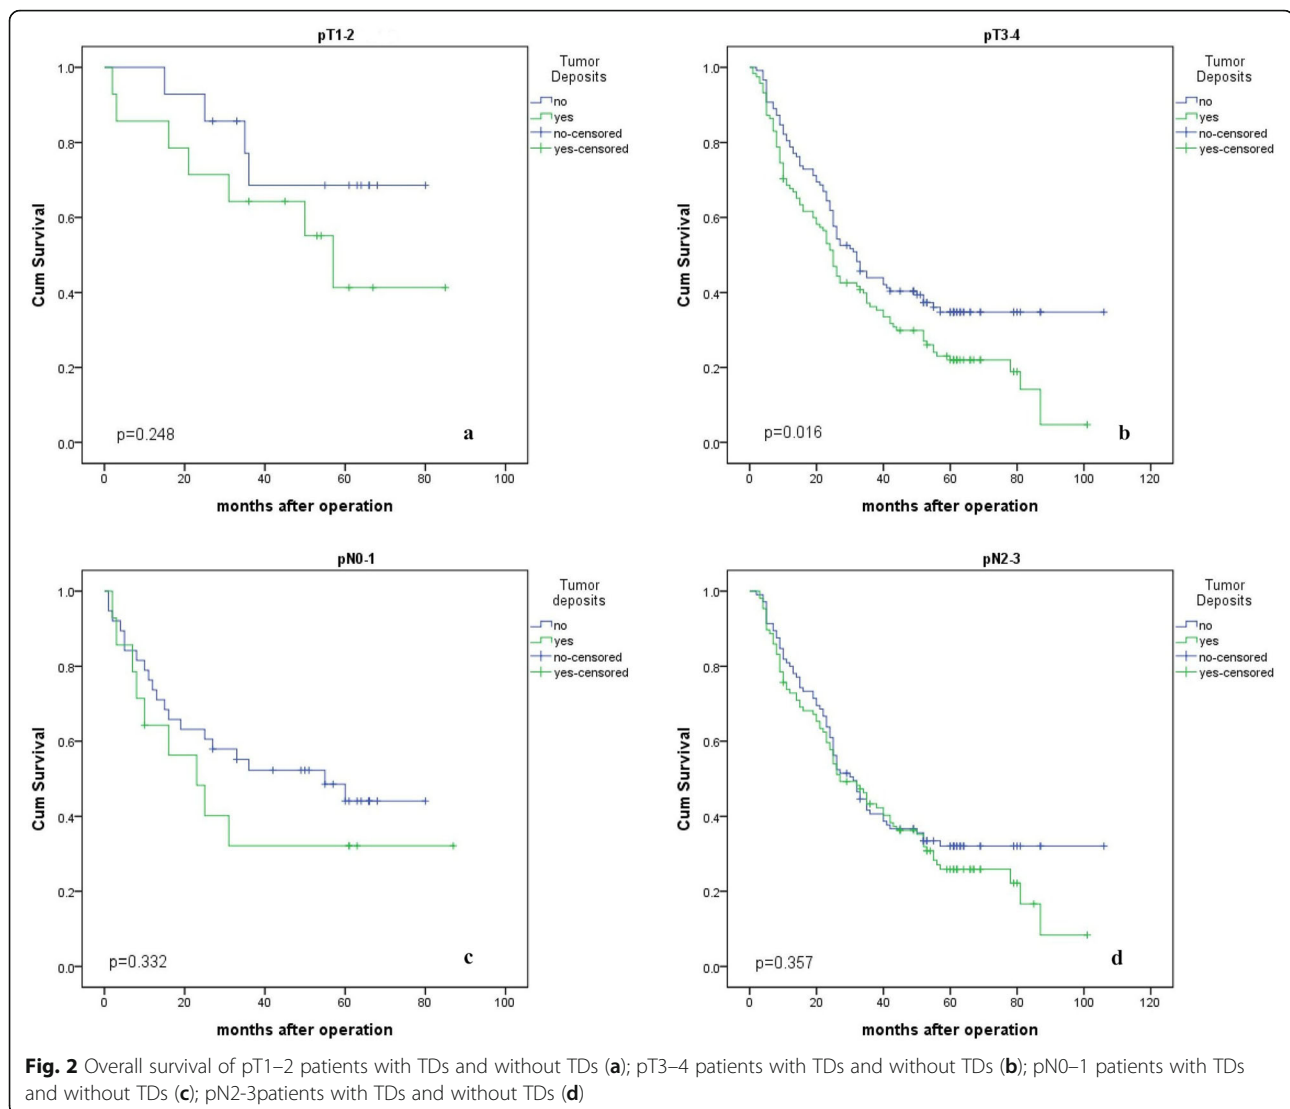 pT1-2
Tumor
Deposits
no
yes
no-censored
yes-censored
1.0
0.8
0.6
0.4
0.2
0.0
Cum Survival
p=0.248
a
0 20 40 60 80 100
months after operation
pT3-4
Tumor
Deposits
no
yes
no-censored
yes-censored
1.0
0.8
0.6
0.4
0.2
0.0
Cum Survival
p=0.016
b
0 20 40 60 80 100 120
months after operation
pN0-1
Tumor
deposits
no
yes
no-censored
yes-censored
1.0
0.8
0.6
0.4
0.2
0.0
Cum Survival
p=0.332
c
0 20 40 60 80 100
months after operation
pN2-3
Tumor
Deposits
no
yes
no-censored
yes-censored
1.0
0.8
0.6
0.4
0.2
0.0
Cum Survival
p=0.357
d
0 20 40 60 80 100 120
months after operation
Fig. 2 Overall survival of pT1–2 patients with TDs and without TDs (a); pT3–4 patients with TDs and without TDs (b); pN0–1 patients with TDs
and without TDs (c); pN2-3patients with TDs and without TDs (d)